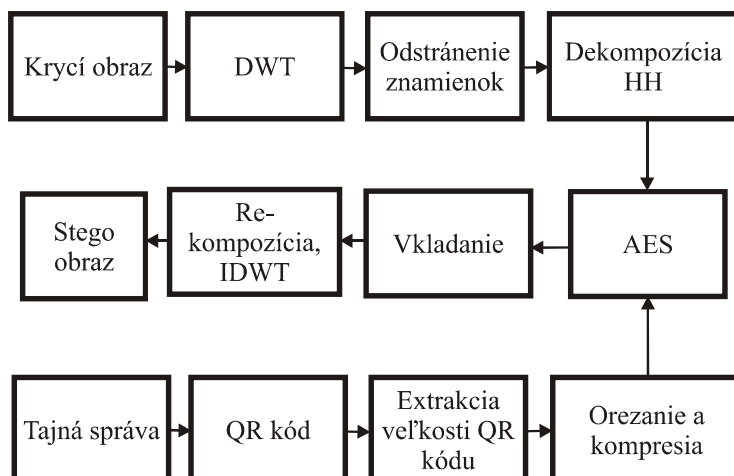 Krycí obraz
DWT
Odstránenie
znamienok
Dekompozícia
HH
Stego
obraz
Re-
kompozícia,
IDWT
Vkladanie
AES
Tajná správa
QR kód
Extrakcia
veľkosti QR
kódu
Orezanie a
kompresia